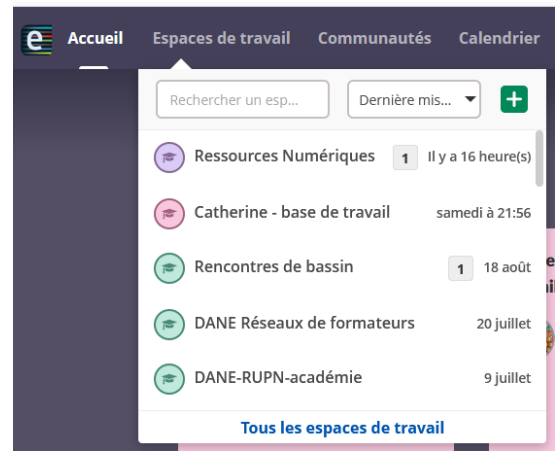 e Accueil Espaces de travail Communautés Calendrier
Rechercher un esp... Dernière mis...
Ressources Numériques 1 Il y a 16 heure(s)
Catherine - base de travail samedi à 21:56
Rencontres de bassin 1 18 août
DANE Réseaux de formateurs 20 juillet
DANE-RUPN-académie 9 juillet
Tous les espaces de travail